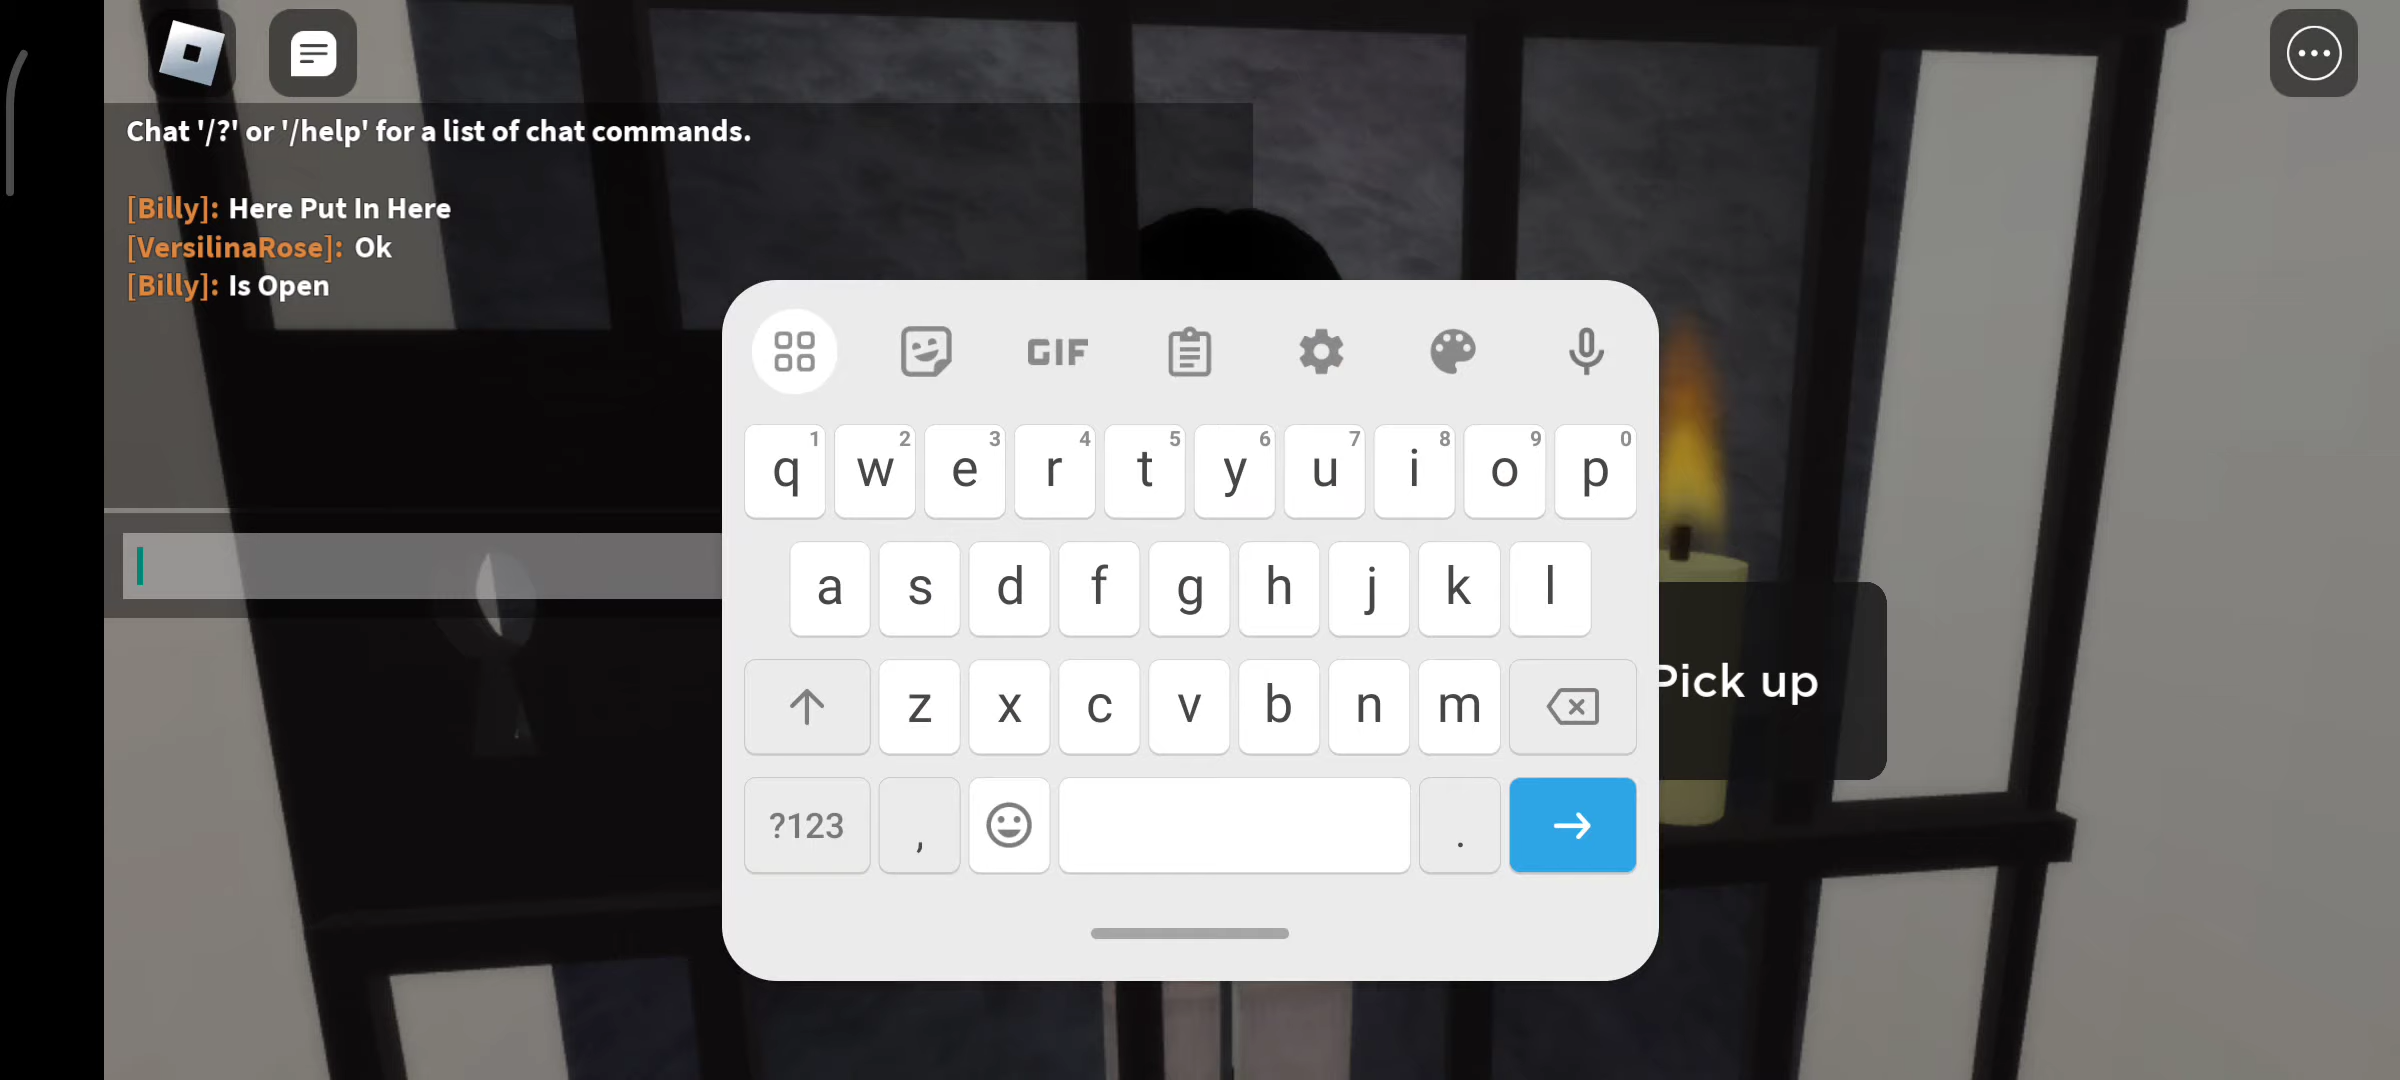 Chat '/?' or '/help' for a list of chat commands.
[Billy]: Here Put In Here
[VersilinaRose]: Ok
[Billy]: Is Open
GIF
1 2 3 4 5 6 7 8 9 0
q w e r t y u i o p
a s d f g h j k l
Pick up
z x c v b n m
?123 , .